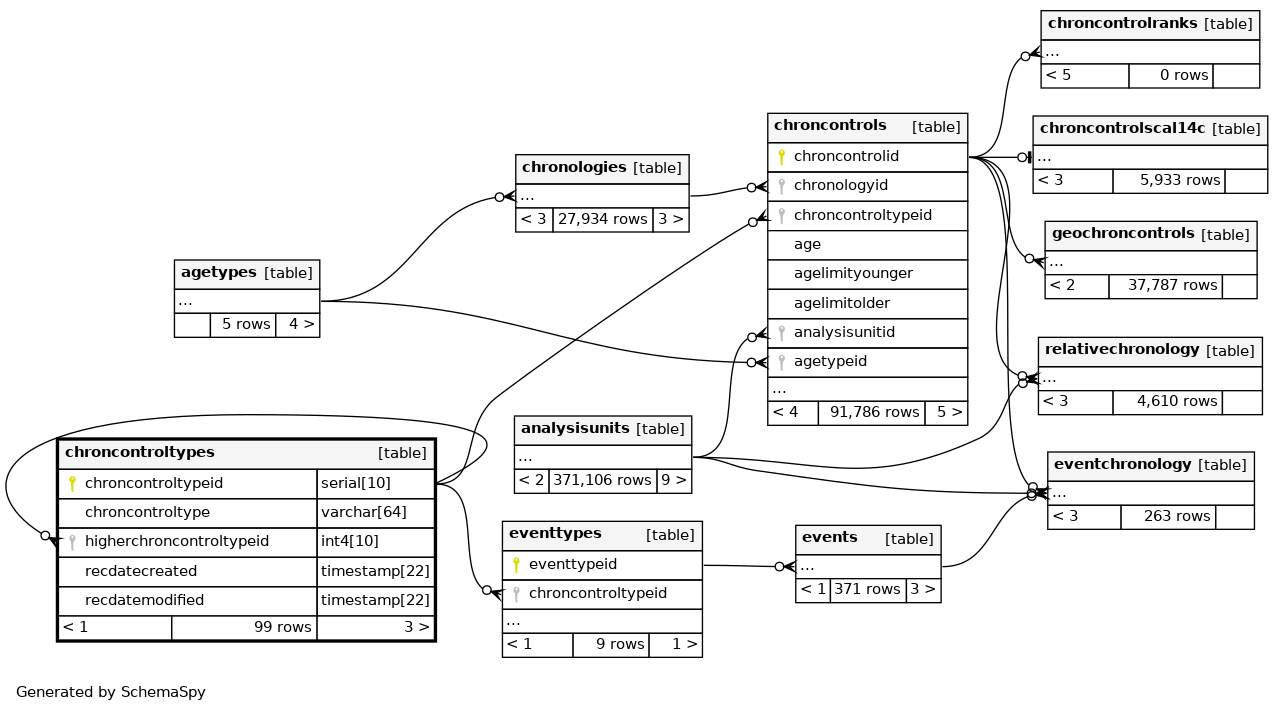 chroncontrolranks [table]
...
< 5 0 rows
chroncontrolscal14c [table]
...
< 3 5,933 rows
geochroncontrols [table]
...
< 2 37,787 rows
relativechronology [table]
...
< 3 4,610 rows
eventchronology [table]
...
< 3 263 rows
chroncontrols [table]
chroncontrolid
chronologyid
chroncontroltypeid
age
agelimityounger
agelimitolder
analysisunitid
agetypeid
...
< 4 91,786 rows 5 >
chronologies [table]
...
< 3 27,934 rows 3 >
agetypes [table]
...
5 rows 4 >
analysisunits [table]
...
< 2 371,106 rows 9 >
chroncontroltypes [table]
chroncontroltypeid serial[10]
chroncontroltype varchar[64]
higherchroncontroltypeid int4[10]
recdatecreated timestamp[22]
recdatemodified timestamp[22]
< 1 99 rows 3 >
eventtypes [table]
eventtypeid
chroncontroltypeid
...
< 1 9 rows 1 >
events [table]
...
< 1 371 rows 3 >
Generated by SchemaSpy